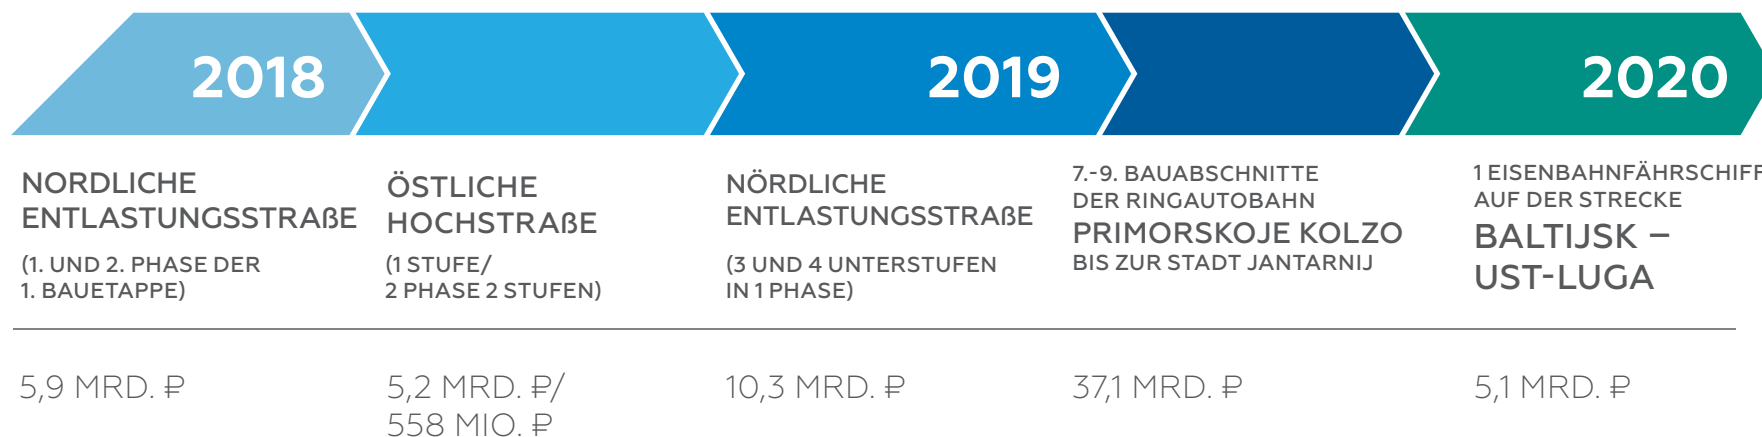 2018
2019
2020
NORDLICHE
ENTLASTUNGSSTRAßE
(1. UND 2. PHASE DER
1. BAUETAPPE)
5,9 MRD. ₽
ÖSTLICHE
HOCHSTRAßE
(1 STUFE/
2 PHASE 2 STUFEN)
5,2 MRD. ₽/
558 MIO. ₽
NÖRDLICHE
ENTLASTUNGSSTRAßE
(3 UND 4 UNTERSTUFEN
IN 1 PHASE)
10,3 MRD. ₽
7.-9. BAUABSCHNITTE
DER RINGAUTOBAHN
PRIMORSKOJE KOLZO
BIS ZUR STADT JANTARNIJ
37,1 MRD. ₽
1 EISENBAHNFÄHRSCHIFF
AUF DER STRECKE
BALTIJSK –
UST-LUGA
5,1 MRD. ₽